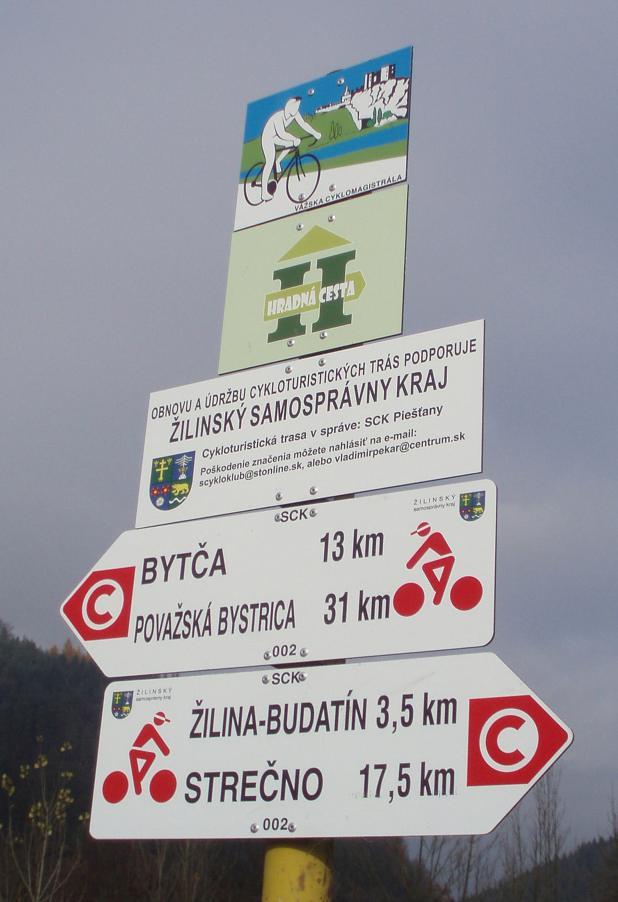 VÁŽSKA CYKLOMAGISTRÁLA
H
HRADNÁ CESTA
OBNOVU A ÚDRŽBU CYKLOTURISTICKÝCH TRÁS PODPORUJE
ŽILINSKÝ SAMOSPRÁVNY KRAJ
Cykloturistická trasa v správe: SCK Piešťany
Poškodenie značenia môžete nahlásiť na e-mail:
scykloklub@stonline.sk, alebo vladimirpekar@centrum.sk
SCK
ŽILINSKÝ
samosprávny kraj
BYTČA 13 km
C
POVAŽSKÁ BYSTRICA 31 km
002
SCK
ŽILINSKÝ
samosprávny kraj
ŽILINA-BUDATÍN 3,5 km
C
STREČNO 17,5 km
002